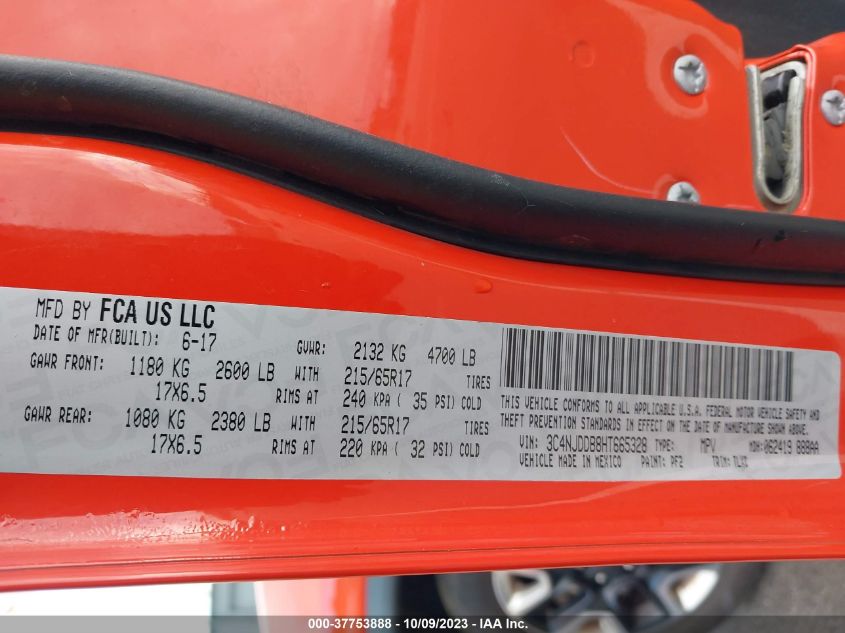 MFD BY FCA US LLC
DATE OF MFR(BUILT): 6-17 GVWR: 2132 KG 4700 LB
GAWR FRONT: 1180 KG 2600 LB WITH 215/65R17 TIRES
17X6.5 RIMS AT 240 KPA ( 35 PSI) COLD
GAWR REAR: 1080 KG 2380 LB WITH 215/65R17 TIRES
17X6.5 RIMS AT 220 KPA ( 32 PSI) COLD
THIS VEHICLE CONFORMS TO ALL APPLICABLE U.S.A. FEDERAL MOTOR VEHICLE SAFETY AND
THEFT PREVENTION STANDARDS IN EFFECT ON THE DATE OF MANUFACTURE SHOWN ABOVE.
VIN: 3C4NJDDB8HT665328 TYPE: MPV MDH: 062419 888AA
VEHICLE MADE IN MEXICO PAINT: PF2 TRIM:
000-37753888 - 10/09/2023 - IAA Inc.